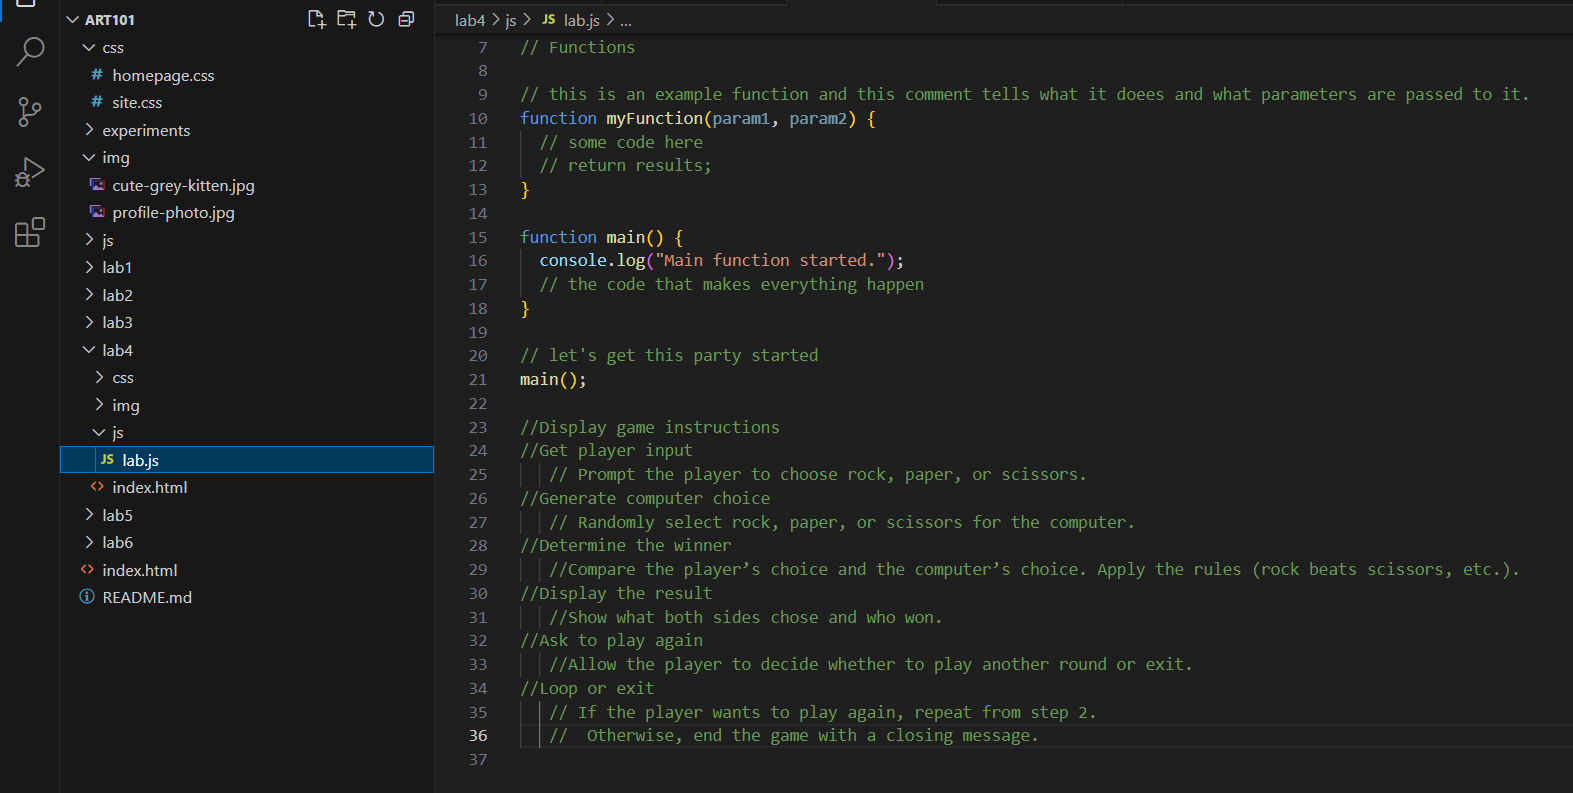 ART101
css
# homepage.css
# site.css
experiments
img
cute-grey-kitten.jpg
profile-photo.jpg
js
lab1
lab2
lab3
lab4
css
img
js
JS lab.js
<> index.html
lab5
lab6
<> index.html
README.md
lab4 > js > JS lab.js > ...
7 // Functions
8
9 // this is an example function and this comment tells what it doees and what parameters are passed to it.
10 function myFunction(param1, param2) {
11 // some code here
12 // return results;
13 }
14
15 function main() {
16 console.log("Main function started.");
17 // the code that makes everything happen
18 }
19
20 // let's get this party started
21 main();
22
23 //Display game instructions
24 //Get player input
25 // Prompt the player to choose rock, paper, or scissors.
26 //Generate computer choice
27 // Randomly select rock, paper, or scissors for the computer.
28 //Determine the winner
29 //Compare the player’s choice and the computer’s choice. Apply the rules (rock beats scissors, etc.).
30 //Display the result
31 //Show what both sides chose and who won.
32 //Ask to play again
33 //Allow the player to decide whether to play another round or exit.
34 //Loop or exit
35 // If the player wants to play again, repeat from step 2.
36 //  Otherwise, end the game with a closing message.
37